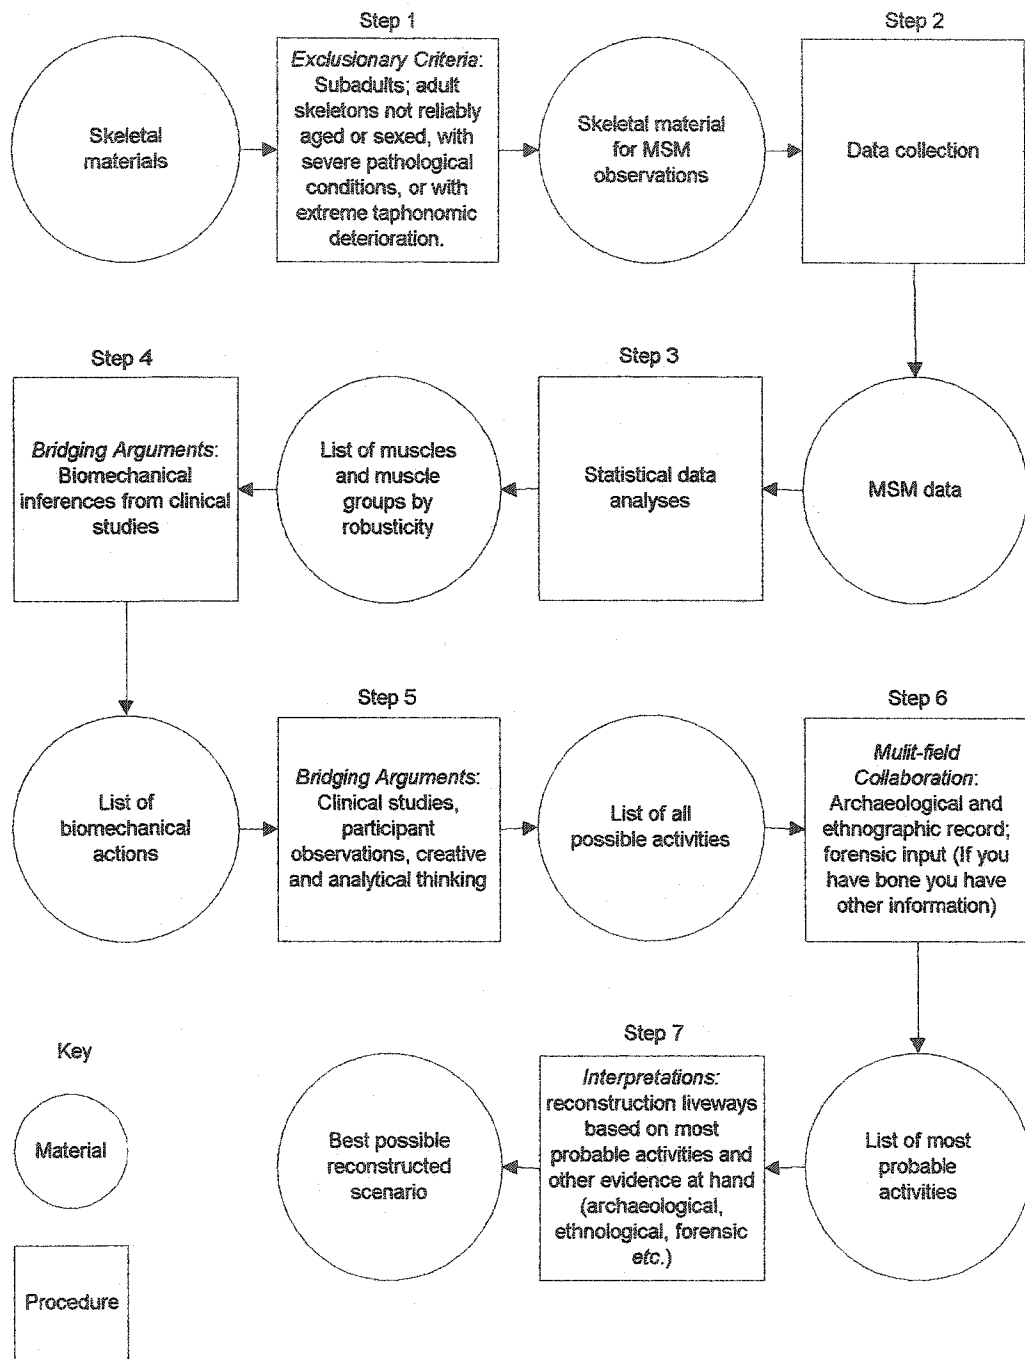 Step 1
Step 2
Skeletal
materials
Exclusionary Criteria:
Subadults; adult
skeletons not reliably
aged or sexed, with
severe pathological
conditions, or with
extreme taphonomic
deterioration.
Skeletal material
for MSM
observations
Data collection
Step 4
Step 3
Bridging Arguments:
Biomechanical
inferences from clinical
studies
List of muscles
and muscle
groups by
robusticity
Statistical data
analyses
MSM data
Step 5
Step 6
List of
biomechanical
actions
Bridging Arguments:
Clinical studies,
participant
observations, creative
and analytical thinking
List of all
possible activities
Mulit-field
Collaboration:
Archaeological and
ethnographic record;
forensic input (If you
have bone you have
other information)
Step 7
Key
Material
Procedure
Best possible
reconstructed
scenario
Interpretations:
reconstruction liveways
based on most
probable activities and
other evidence at hand
(archaeological,
ethnological, forensic
etc.)
List of most
probable
activities